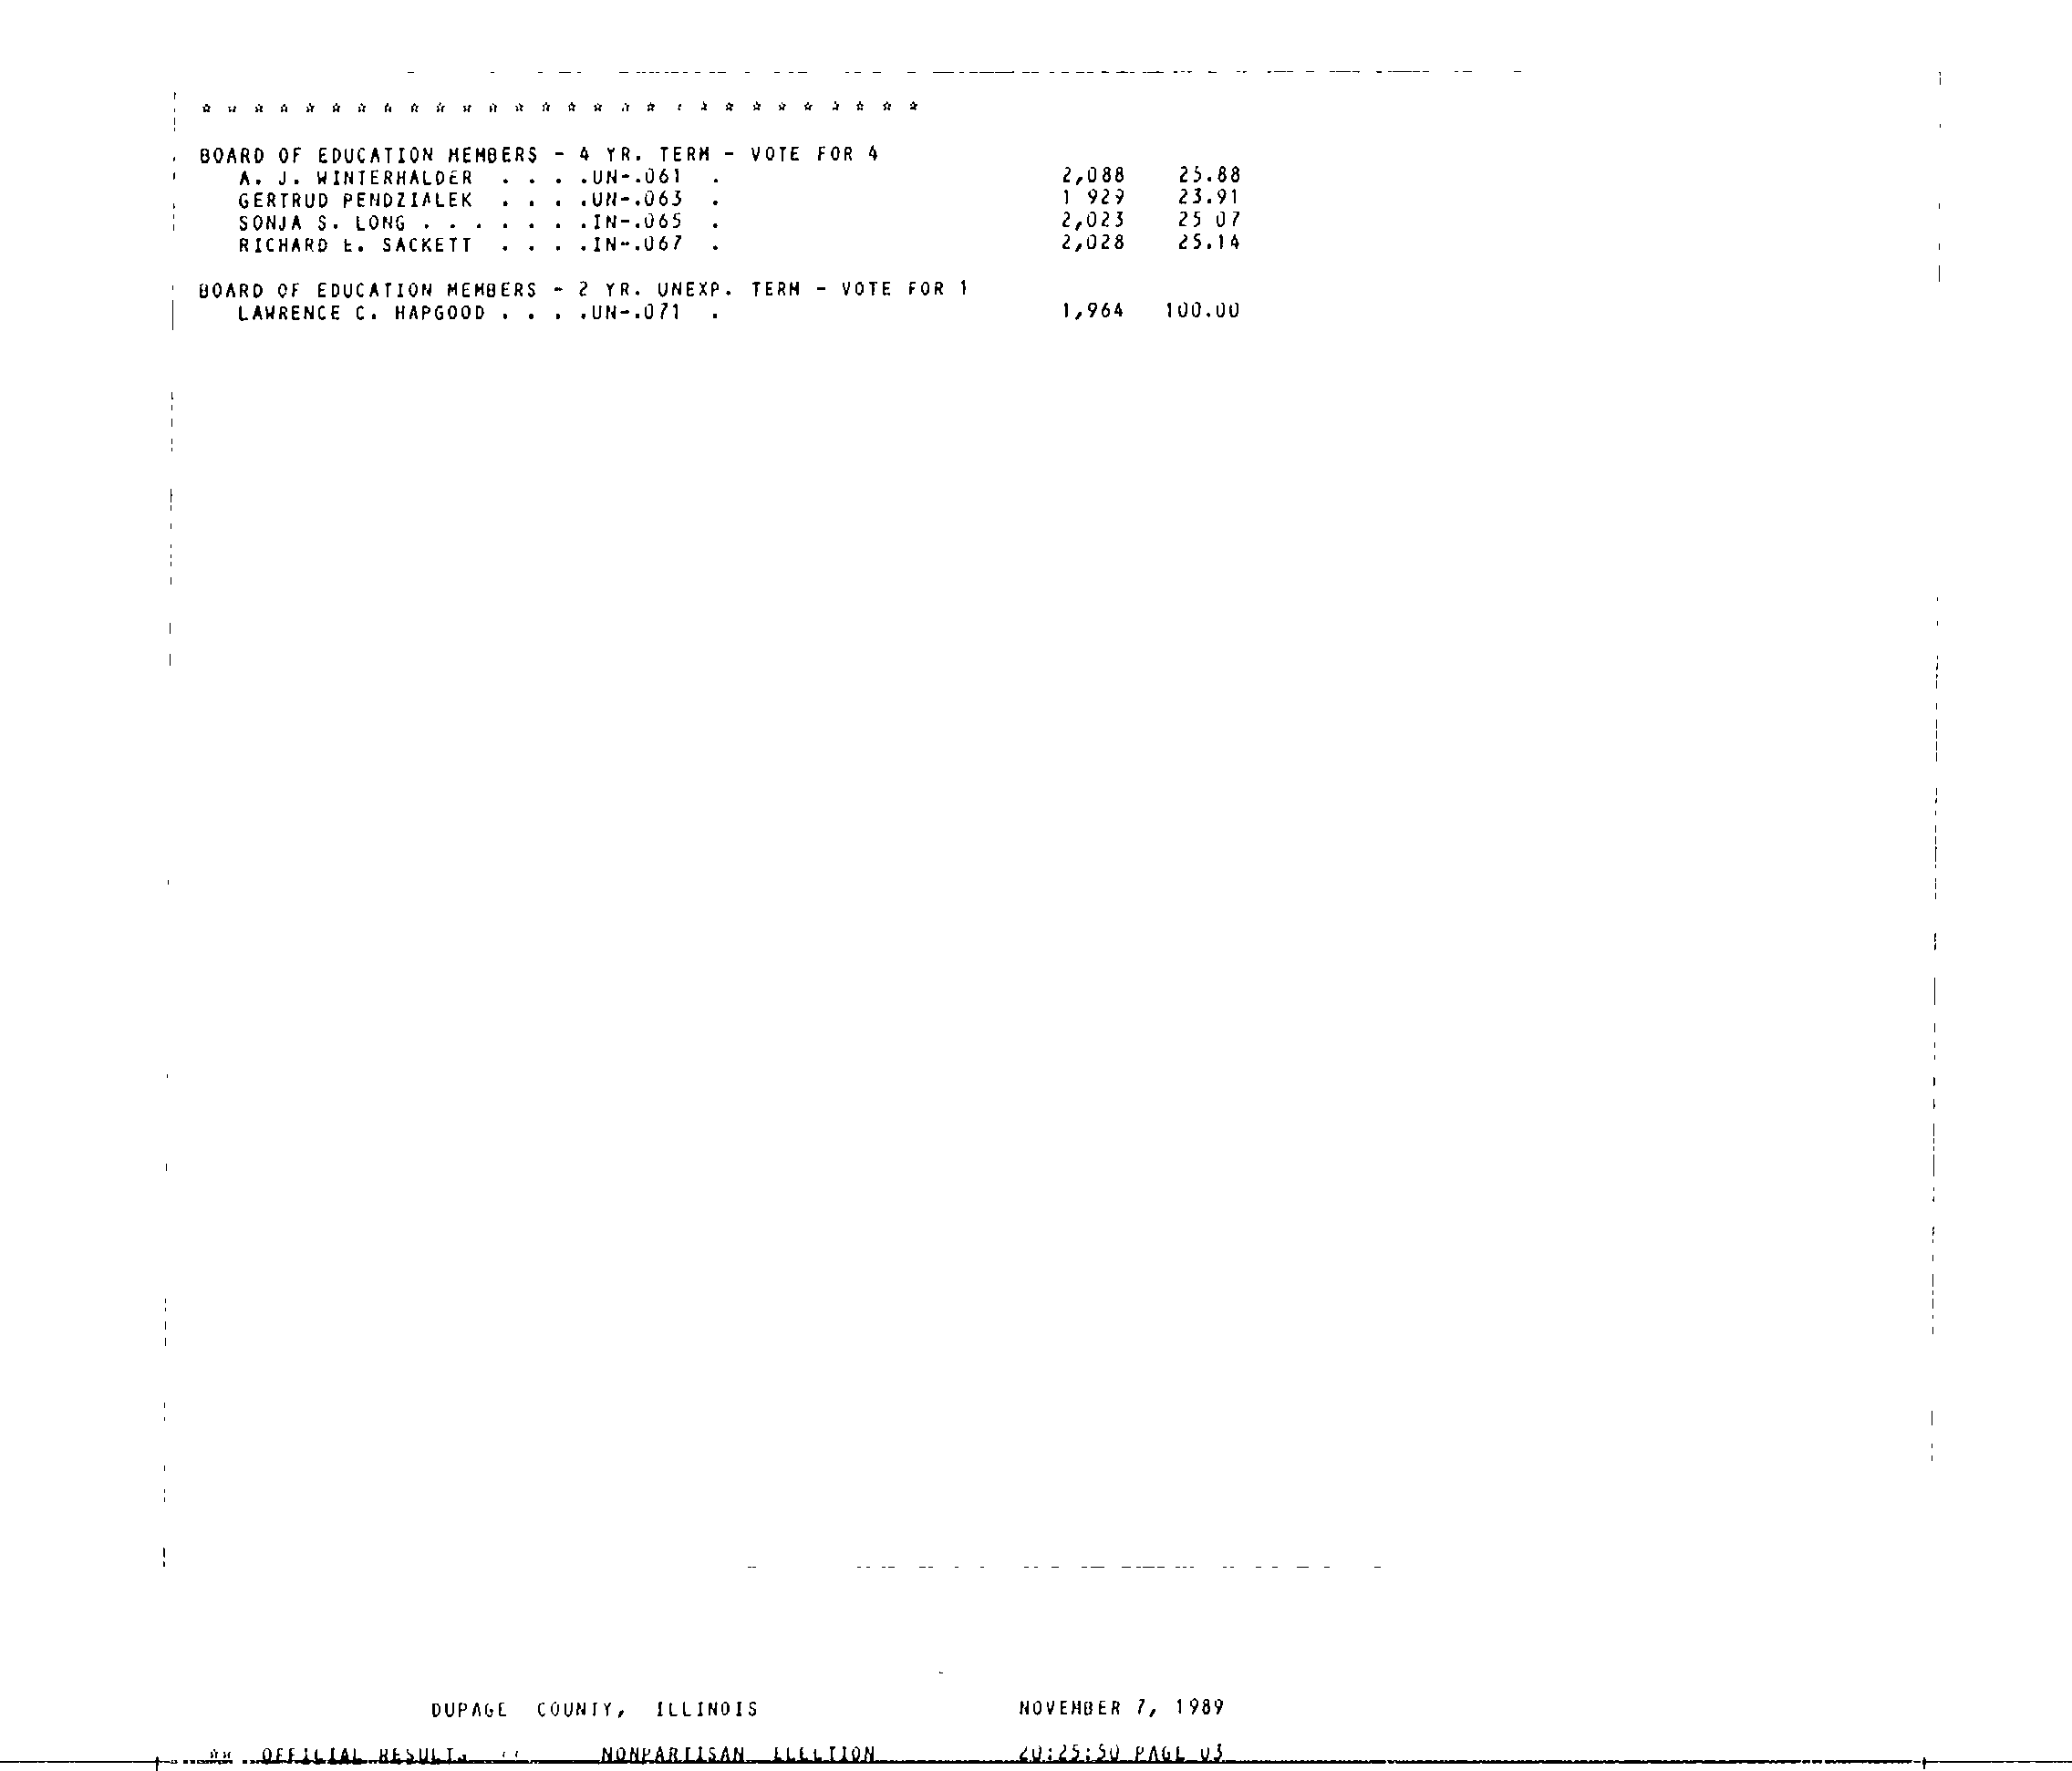 * * * * * * * * * * * * * * * * * * * * * * * * * * * *
BOARD OF EDUCATION MEMBERS - 4 YR. TERM - VOTE FOR 4
A. J. WINTERHALDER . . . .UN-.061 . 2,088 25.88
GERTRUD PENDZIALEK . . . .UN-.063 . 1 929 23.91
SONJA S. LONG . . . . . . .IN-.065 . 2,023 25 07
RICHARD E. SACKETT . . . .IN-.067 . 2,028 25.14
BOARD OF EDUCATION MEMBERS - 2 YR. UNEXP. TERM - VOTE FOR 1
LAWRENCE C. HAPGOOD . . . .UN-.071 . 1,964 100.00
DUPAGE COUNTY, ILLINOIS NOVEMBER 7, 1989
** OFFICIAL RESULTS NONPARTISAN ELECTION 20:25:50 PAGE 03